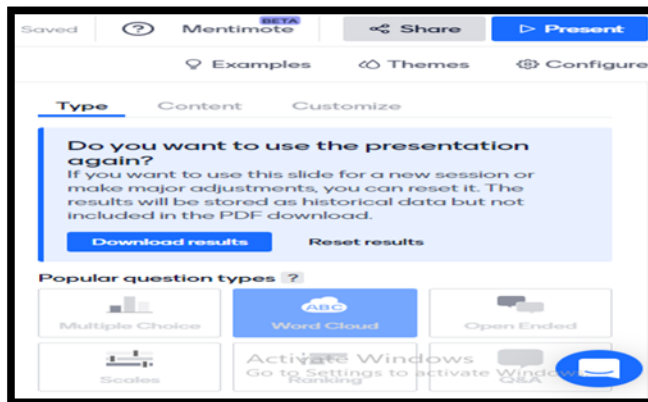 Saved ? Mentimote BETA Share Present
Examples Themes Configure
Type Content Customize
Do you want to use the presentation
again?
If you want to use this slide for a new session or
make major adjustments, you can reset it. The
results will be stored as historical data but not
included in the PDF download.
Download results Reset results
Popular question types ?
ABC
Multiple Choice Word Cloud Open Ended
Activate Windows
Go to Settings to activate Windows
Scales Ranking Q&A